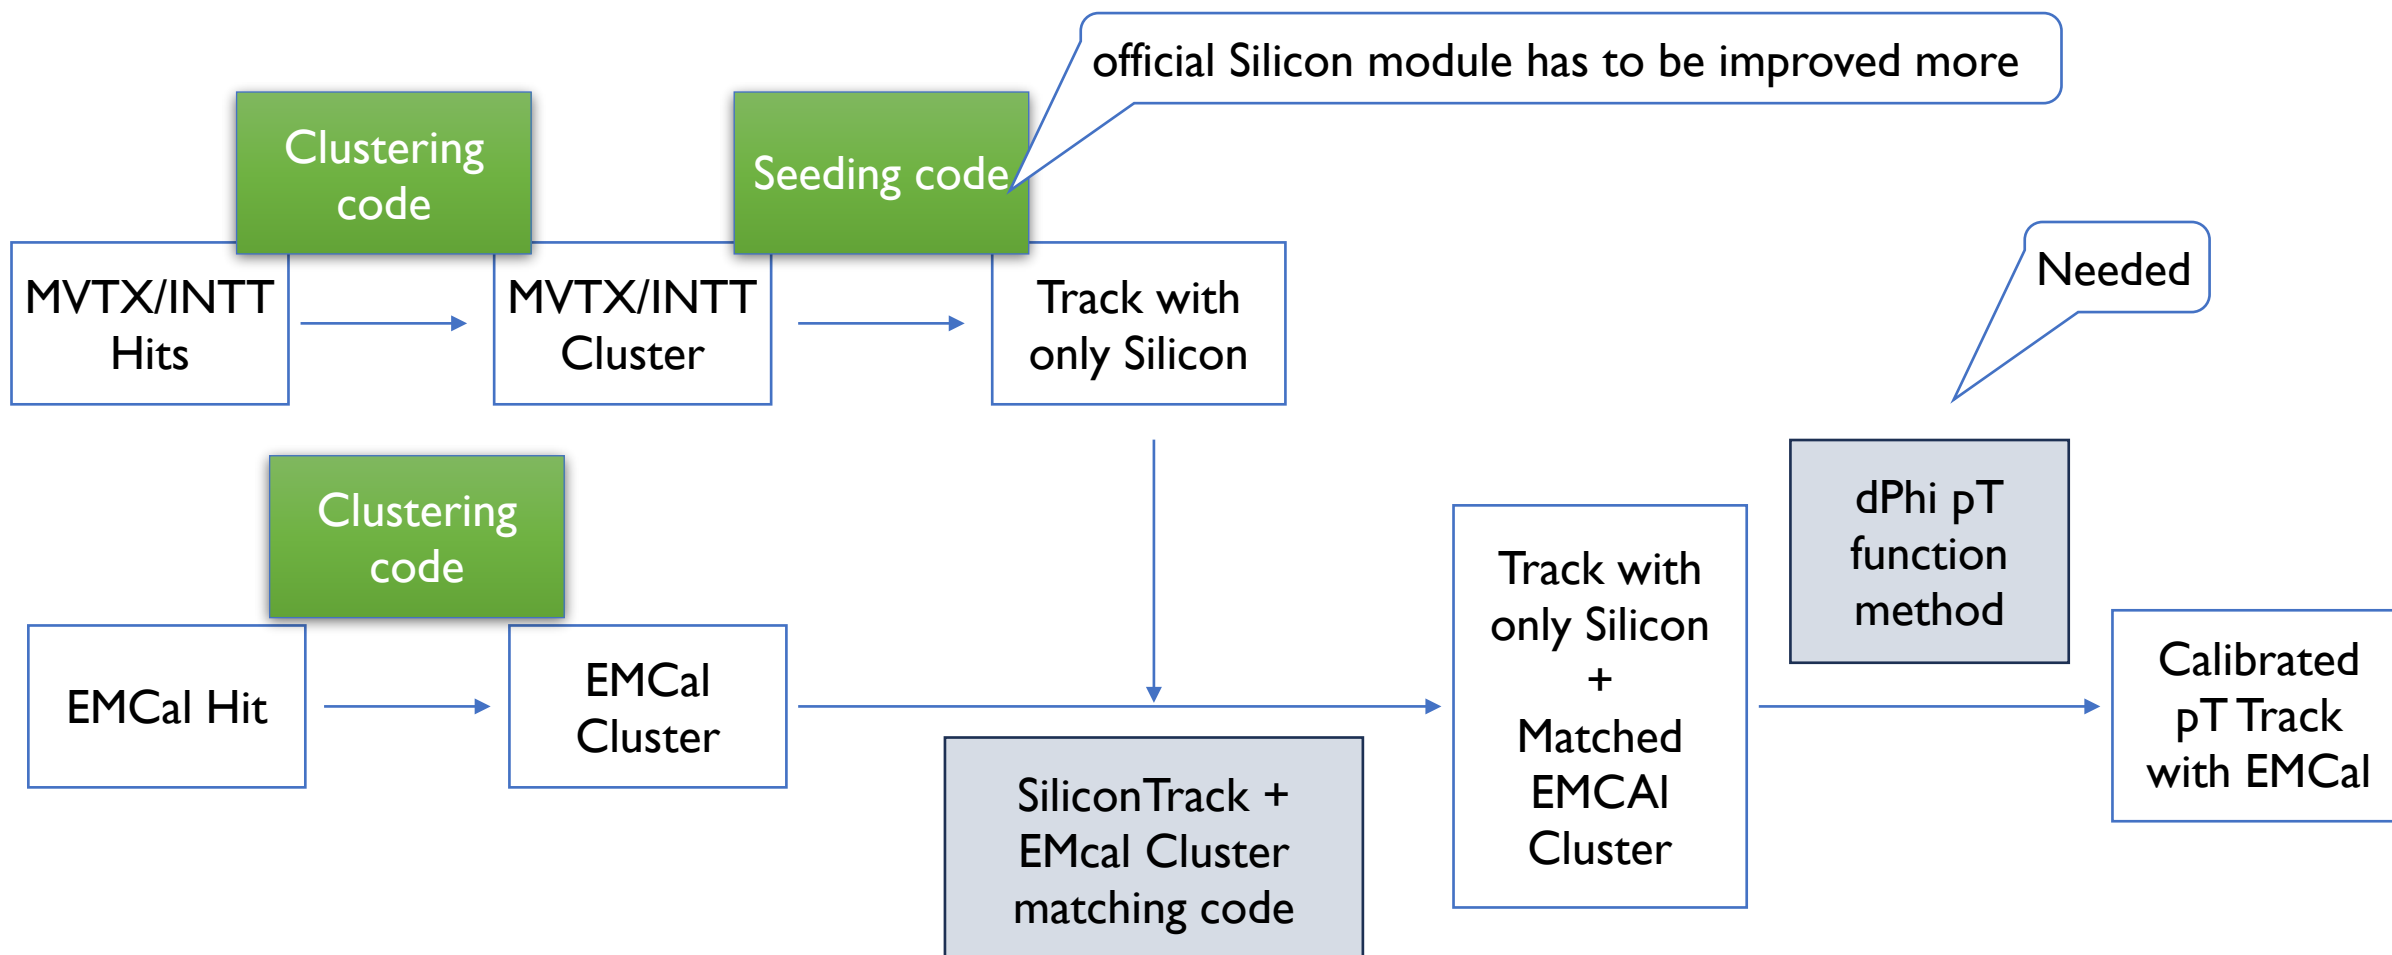 official Silicon module has to be improved more
Clustering
code
Seeding code
Needed
MVTX/INTT
Hits
MVTX/INTT
Cluster
Track with
only Silicon
Clustering
code
dPhi pT
function
method
EMCal Hit
EMCal
Cluster
SiliconTrack +
EMcal Cluster
matching code
Track with
only Silicon
+
Matched
EMCAl
Cluster
Calibrated
pT Track
with EMCal